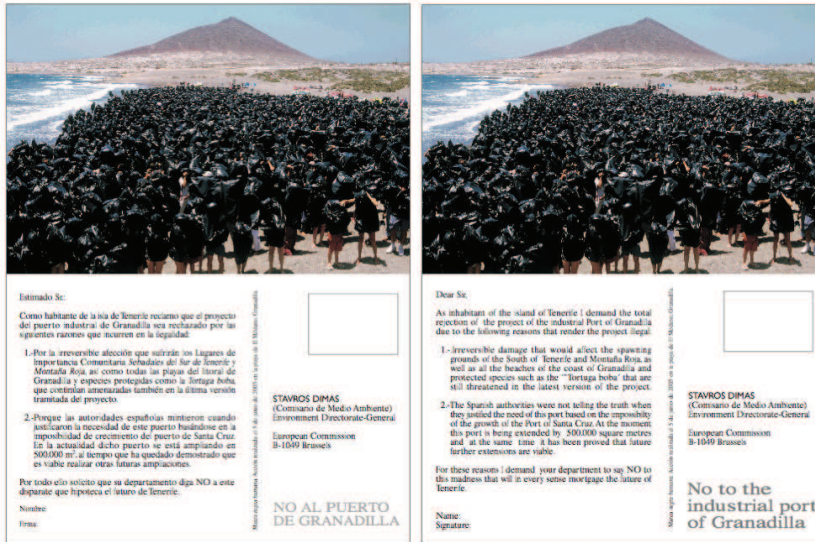 Estimado Sr.:
Como habitante de la isla de Tenerife reclamo que el proyecto
del puerto industrial de Granadilla sea rechazado por las
siguientes razones que incurren en la ilegalidad:
1.-Por la irreversible afección que sufrirán los Lugares de
Importancia Comunitaria Sebadales del Sur de Tenerife y
Montaña Roja, así como todas las playas del litoral de
Granadilla y especies protegidas como la Tortuga boba,
que continúan amenazadas también en la última versión
tramitada del proyecto.
2.-Porque las autoridades españolas mintieron cuando
justificaron la necesidad de este puerto basándose en la
imposibilidad de crecimiento del puerto de Santa Cruz.
En la actualidad dicho puerto se está ampliando en
500.000 m², al tiempo que ha quedado demostrado que
es viable realizar otras futuras ampliaciones.
Por todo ello solicito que su departamento diga NO a este
disparate que hipoteca el futuro de Tenerife.
Nombre:
Firma:
STAVROS DIMAS
(Comisario de Medio Ambiente)
Environment Directorate-General
European Commission
B-1049 Brussels
NO AL PUERTO
DE GRANADILLA
Dear Sir,
As inhabitant of the island of Tenerife I demand the total
rejection of the project of the industrial Port of Granadilla
due to the following reasons that render the project illegal:
1.-Irreversible damage that would affect the spawning
grounds of the South of Tenerife and Montaña Roja, as
well as all the beaches of the coast of Granadilla and
protected species such as the "Tortaga boba" that are
still threatened in the latest version of the project.
2.-The Spanish authorities were not telling the truth when
they justified the need of this port based on the impossibilty
of the growth of the Port of Santa Cruz. At the moment
this port is being extended by 500.000 square metres
and at the same time it has been proved that future
further extensions are viable.
For these reasons I demand your department to say NO to
this madness that will in every sense mortgage the future of
Tenerife.
Name:
Signature:
STAVROS DIMAS
(Comisario de Medio Ambiente)
Environment Directorate-General
European Commission
B-1049 Brussels
No to the
industrial port
of Granadilla